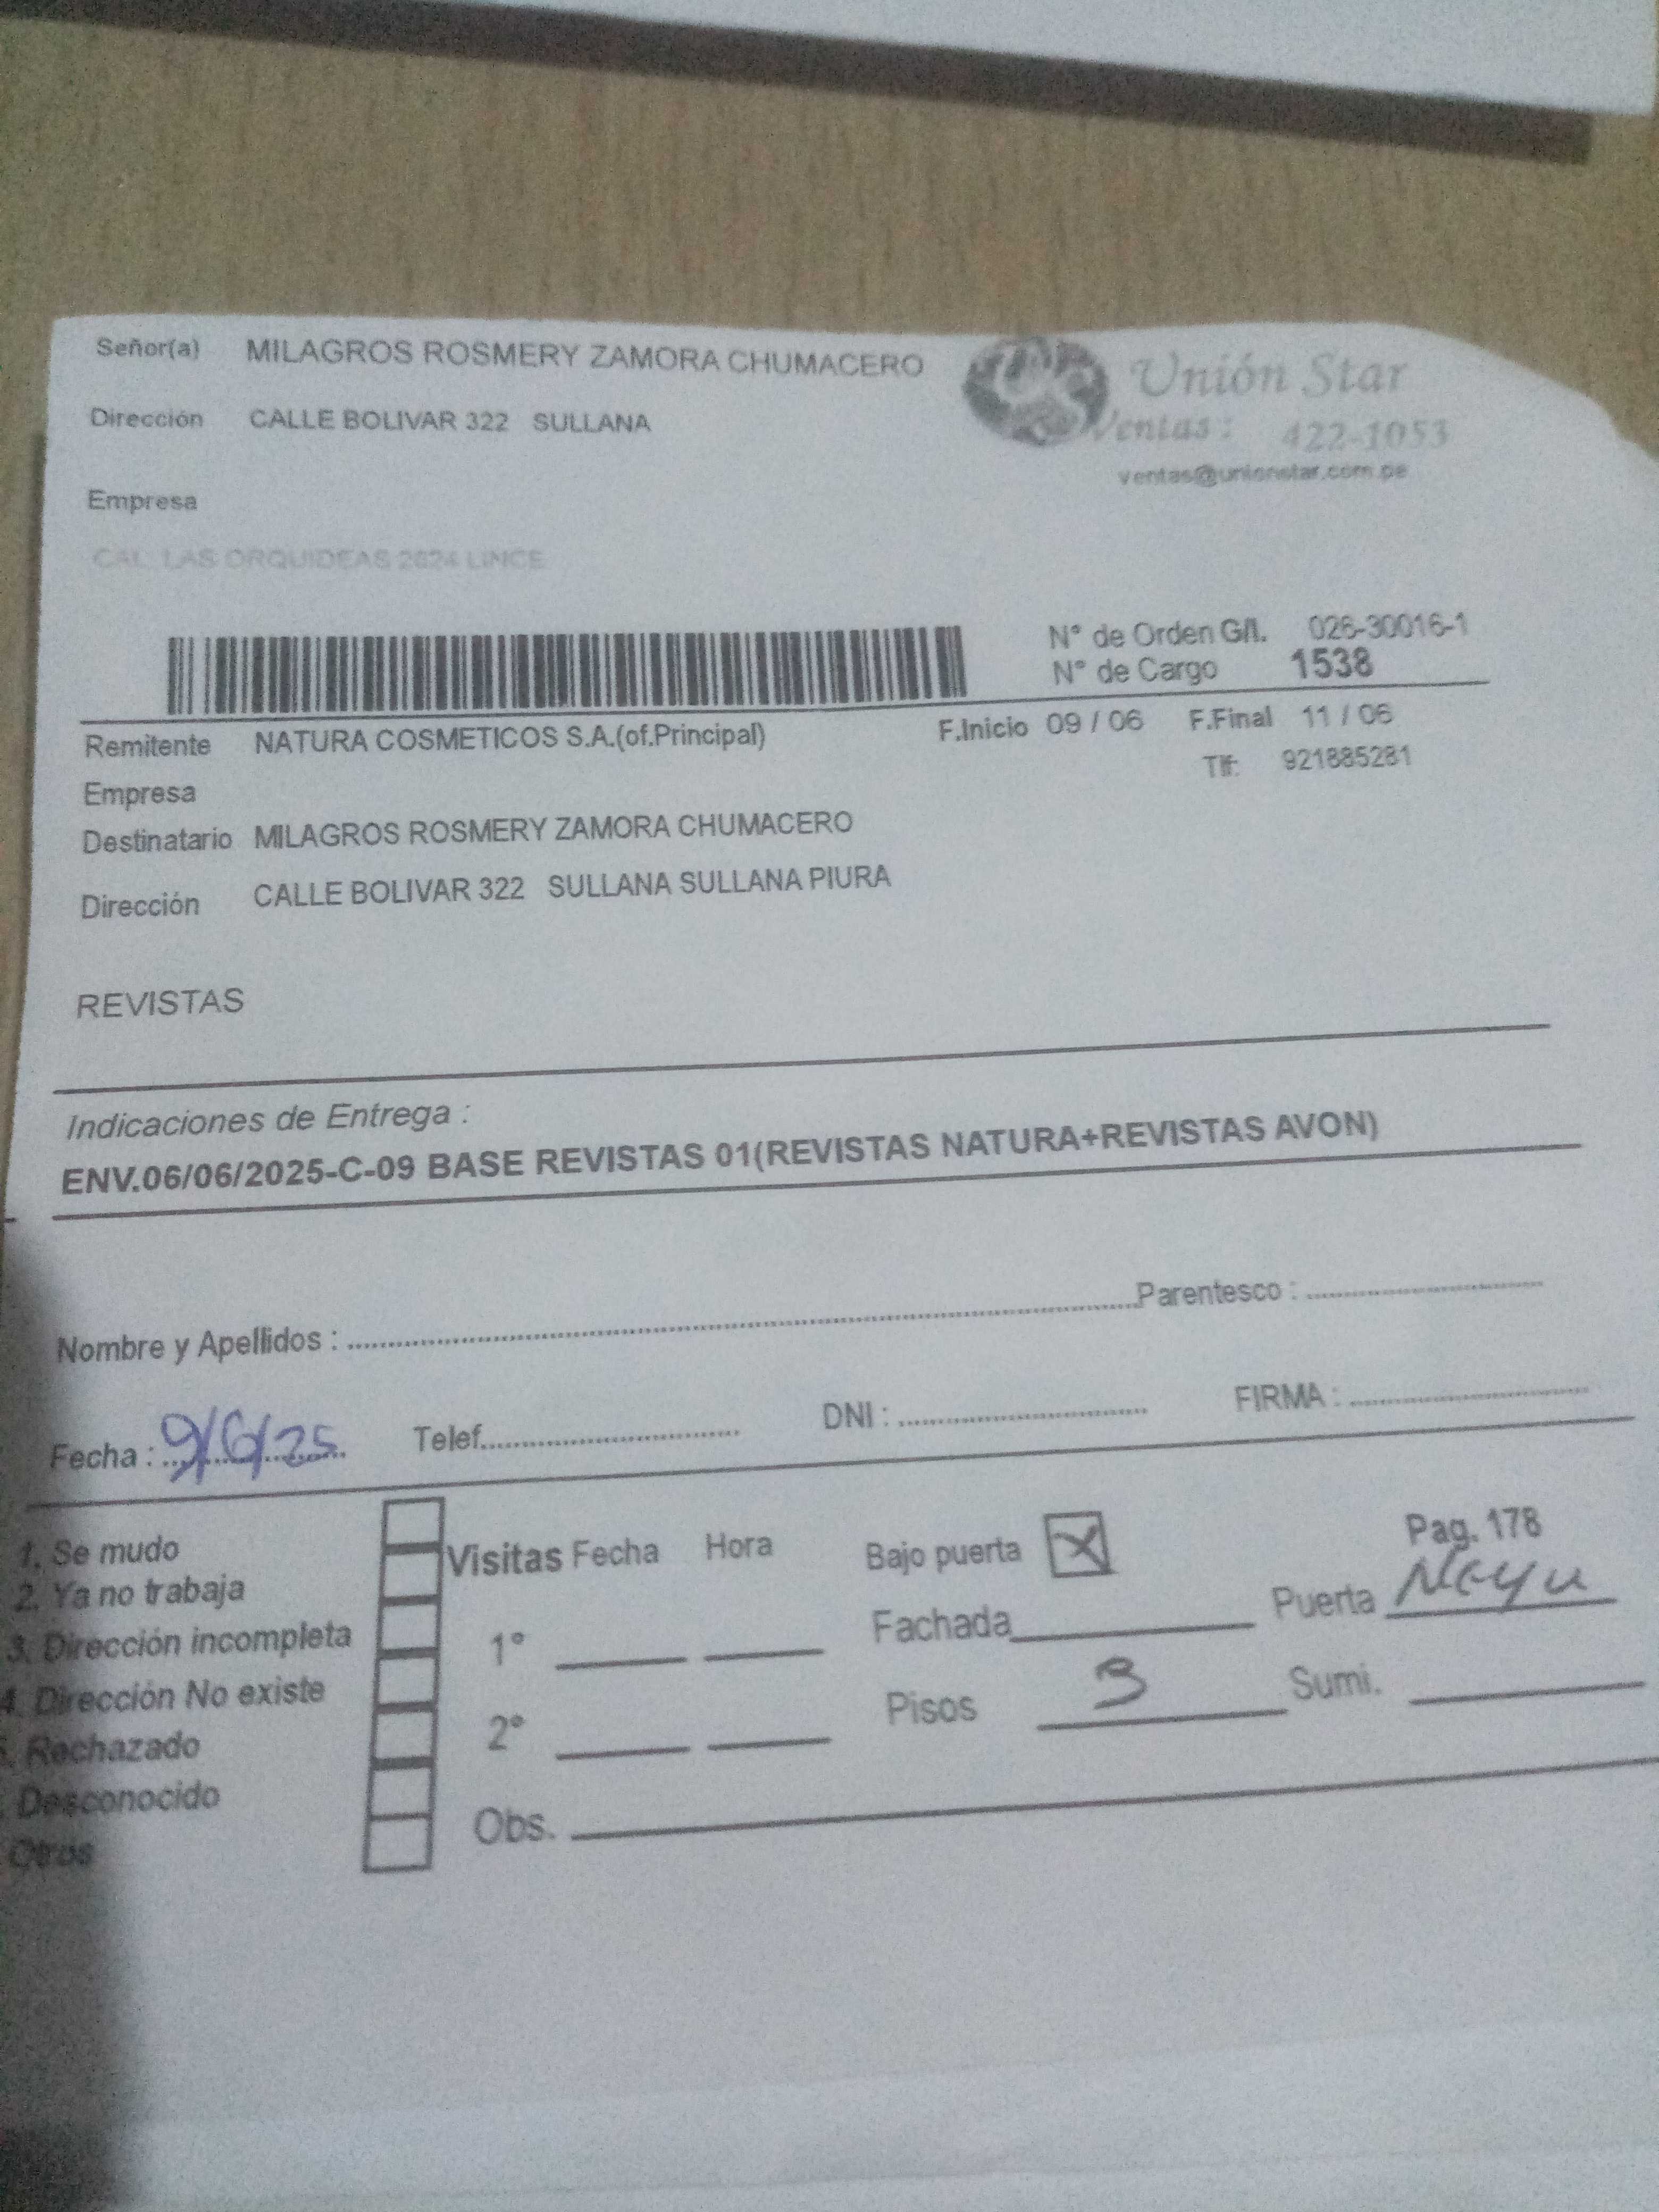 Señor(a) MILAGROS ROSMERY ZAMORA CHUMACERO
Unión Star
Dirección CALLE BOLIVAR 322 SULLANA
Ventas: 422-1053
ventas@unionstar.com.pe
Empresa
CAL. LAS ORQUIDEAS 2624 LINCE
N° de Orden G/I. 026-30016-1
N° de Cargo 1538
Remitente NATURA COSMETICOS S.A.(of.Principal) F.Inicio 09 / 06 F.Final 11 / 06
Tlf: 921885281
Empresa
Destinatario MILAGROS ROSMERY ZAMORA CHUMACERO
Dirección CALLE BOLIVAR 322 SULLANA SULLANA PIURA
REVISTAS
Indicaciones de Entrega :
ENV.06/06/2025-C-09 BASE REVISTAS 01(REVISTAS NATURA+REVISTAS AVON)
Nombre y Apellidos : Parentesco :
Fecha : 9/6/25 Telef. DNI : FIRMA :
1. Se mudo
2. Ya no trabaja
3. Dirección incompleta
4. Dirección No existe
5. Rechazado
. Desconocido
Otros
Visitas Fecha Hora
1°
2°
Obs.
Bajo puerta X
Pag. 178
Fachada Puerta
Pisos 3 Sumi.